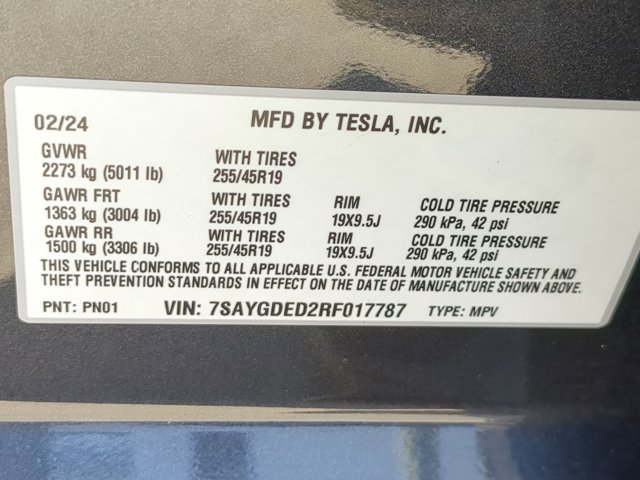 02/24 MFD BY TESLA, INC.
GVWR WITH TIRES
2273 kg (5011 lb) 255/45R19
GAWR FRT WITH TIRES RIM COLD TIRE PRESSURE
1363 kg (3004 lb) 255/45R19 19X9.5J 290 kPa, 42 psi
GAWR RR WITH TIRES RIM COLD TIRE PRESSURE
1500 kg (3306 lb) 255/45R19 19X9.5J 290 kPa, 42 psi
THIS VEHICLE CONFORMS TO ALL APPLICABLE U.S. FEDERAL MOTOR VEHICLE SAFETY AND
THEFT PREVENTION STANDARDS IN EFFECT ON THE DATE OF MANUFACTURE SHOWN ABOVE.
PNT: PN01 VIN: 7SAYGDED2RF017787 TYPE: MPV